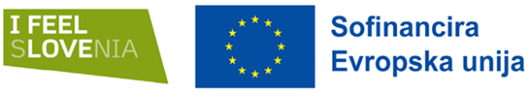 I FEEL
SLOVENIA
Sofinancira
Evropska unija